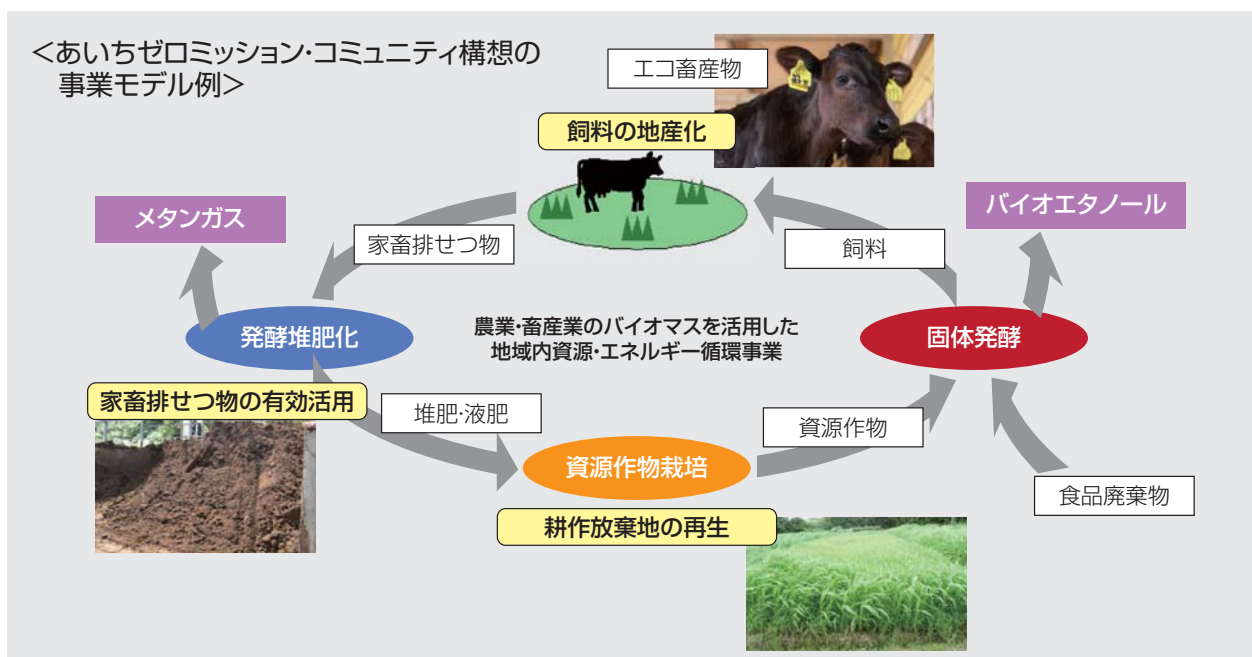 <あいちゼロミッション・コミュニティ構想の
事業モデル例>
エコ畜産物
飼料の地産化
メタンガス
バイオエタノール
家畜排せつ物
飼料
発酵堆肥化
農業・畜産業のバイオマスを活用した
地域内資源・エネルギー循環事業
固体発酵
家畜排せつ物の有効活用
堆肥・液肥
資源作物
資源作物栽培
食品廃棄物
耕作放棄地の再生